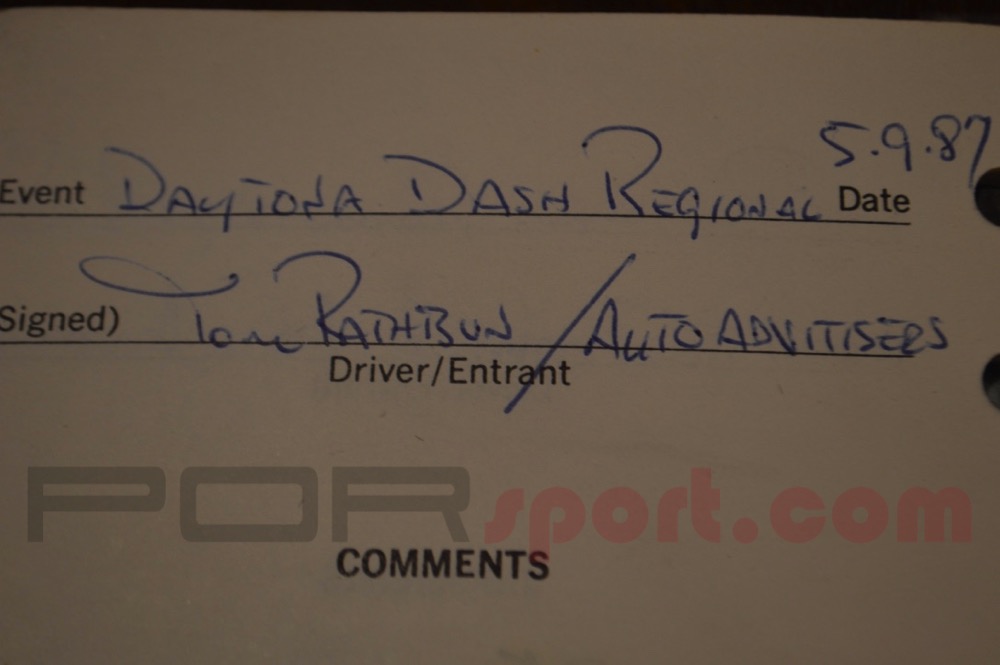 5.9.87
Event DAYTONA DASH REGIONAL Date
Signed) Tom RATHBUN / AUTO ADVITISERS
Driver/Entrant
PORsport.com
COMMENTS